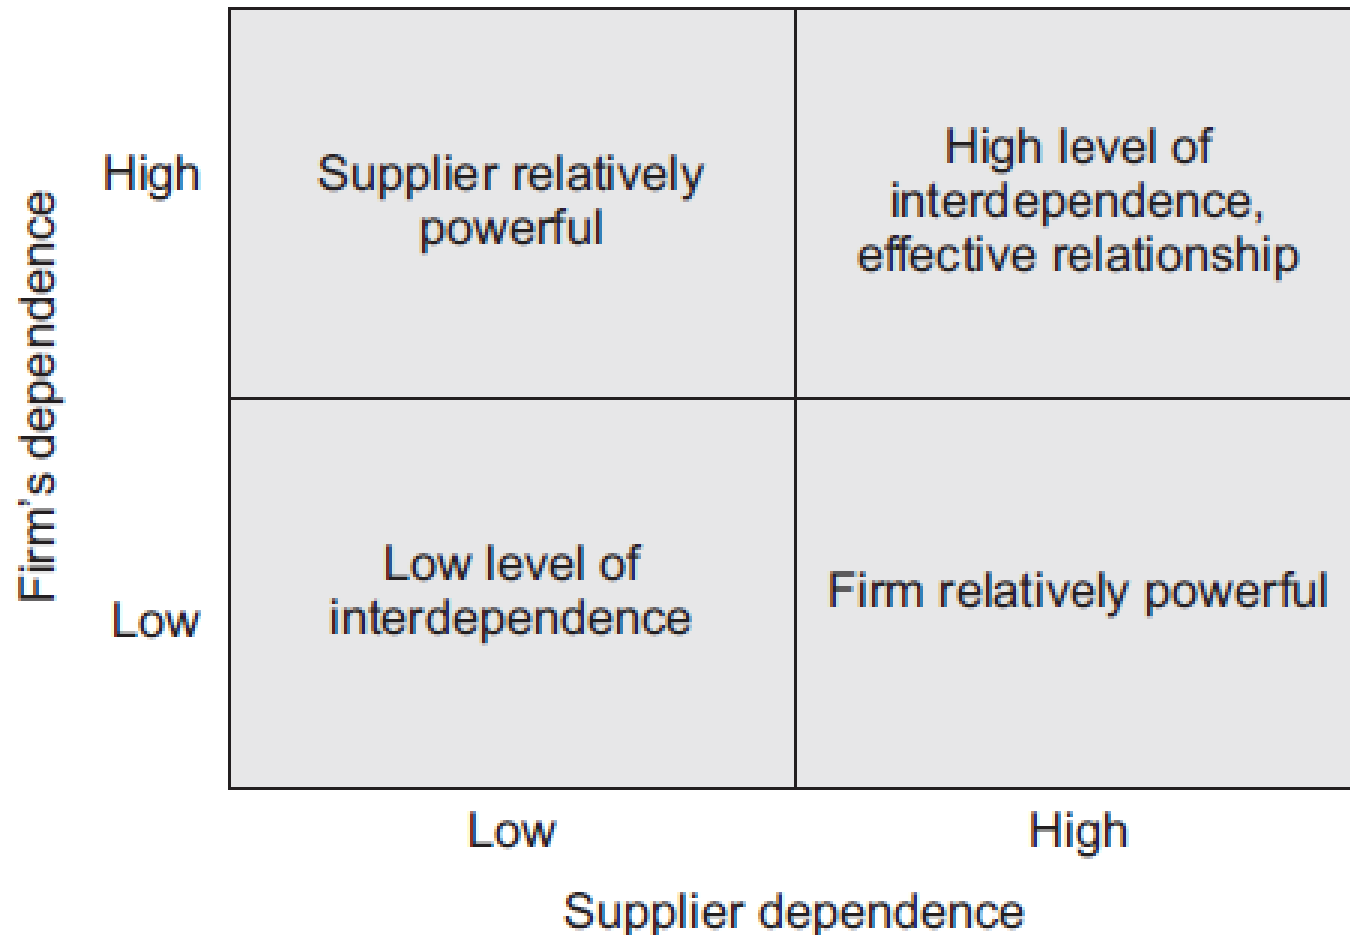 Firm's dependence
High
Supplier relatively
powerful
High level of
interdependence,
effective relationship
Low
Low level of
interdependence
Firm relatively powerful
Low
High
Supplier dependence